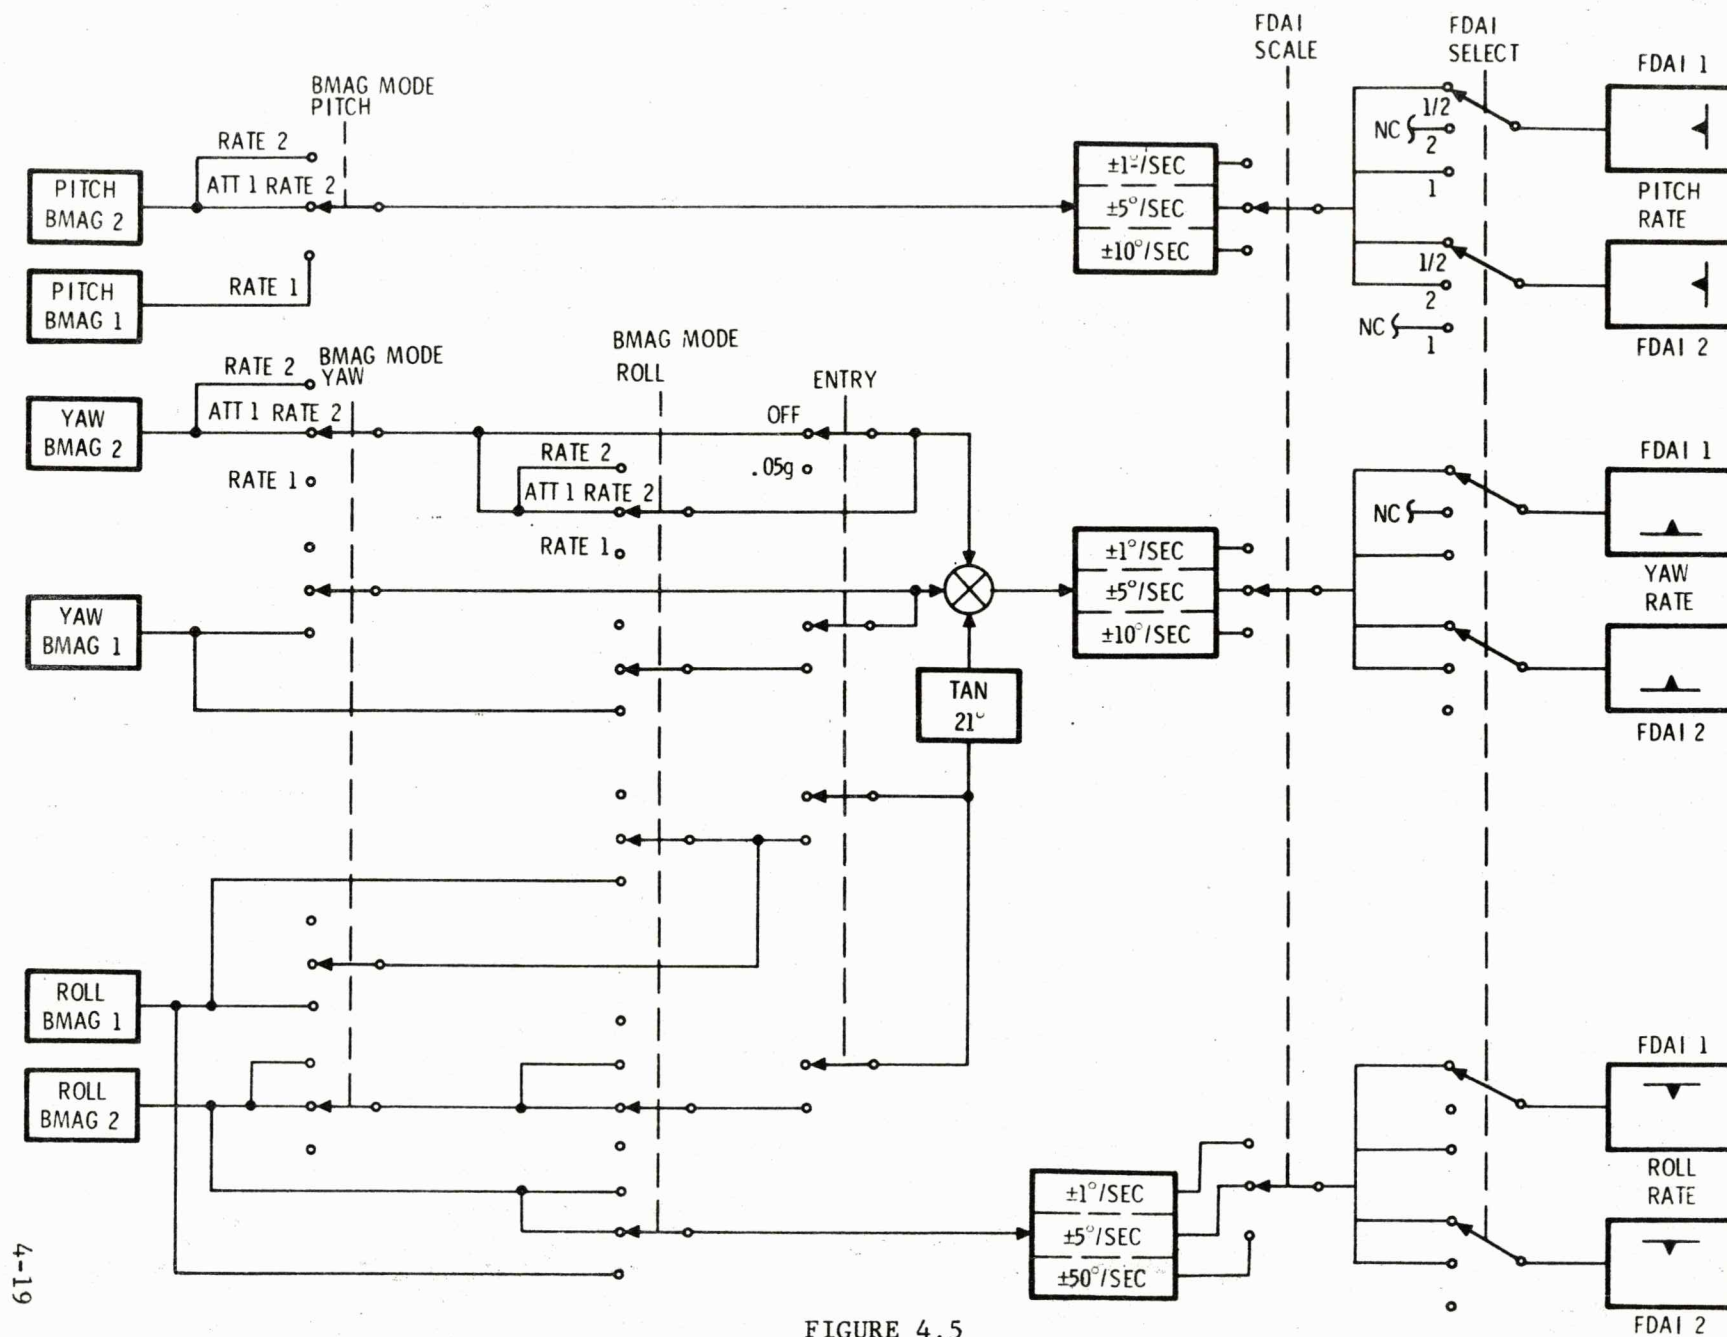 FDAI
SCALE
FDAI
SELECT
FDAI 1
BMAG MODE
PITCH
RATE 2
ATT 1 RATE 2
PITCH
BMAG 2
PITCH
BMAG 1
RATE 1
±1°/SEC
±5°/SEC
±10°/SEC
1/2
NC
2
1
1/2
2
NC
1
PITCH
RATE
FDAI 2
BMAG MODE
YAW
RATE 2
ATT 1 RATE 2
YAW
BMAG 2
RATE 1
BMAG MODE
ROLL
ENTRY
OFF
.05g
RATE 2
ATT 1 RATE 2
RATE 1
YAW
BMAG 1
TAN
21°
±1°/SEC
±5°/SEC
±10°/SEC
NC
FDAI 1
YAW
RATE
FDAI 2
ROLL
BMAG 1
ROLL
BMAG 2
±1°/SEC
±5°/SEC
±50°/SEC
FDAI 1
ROLL
RATE
FDAI 2
4-19
FIGURE 4.5